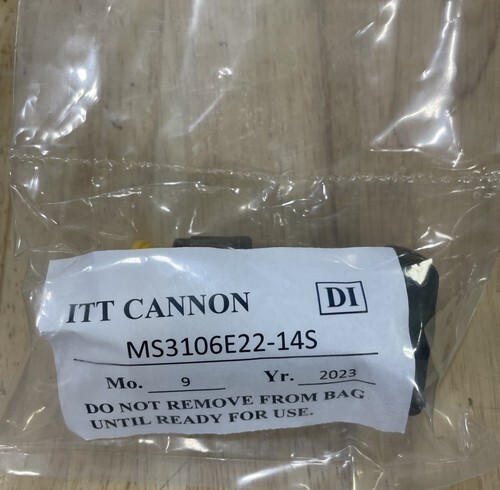 ITT CANNON DI
MS3106E22-14S
Mo. 9 Yr. 2023
DO NOT REMOVE FROM BAG
UNTIL READY FOR USE.